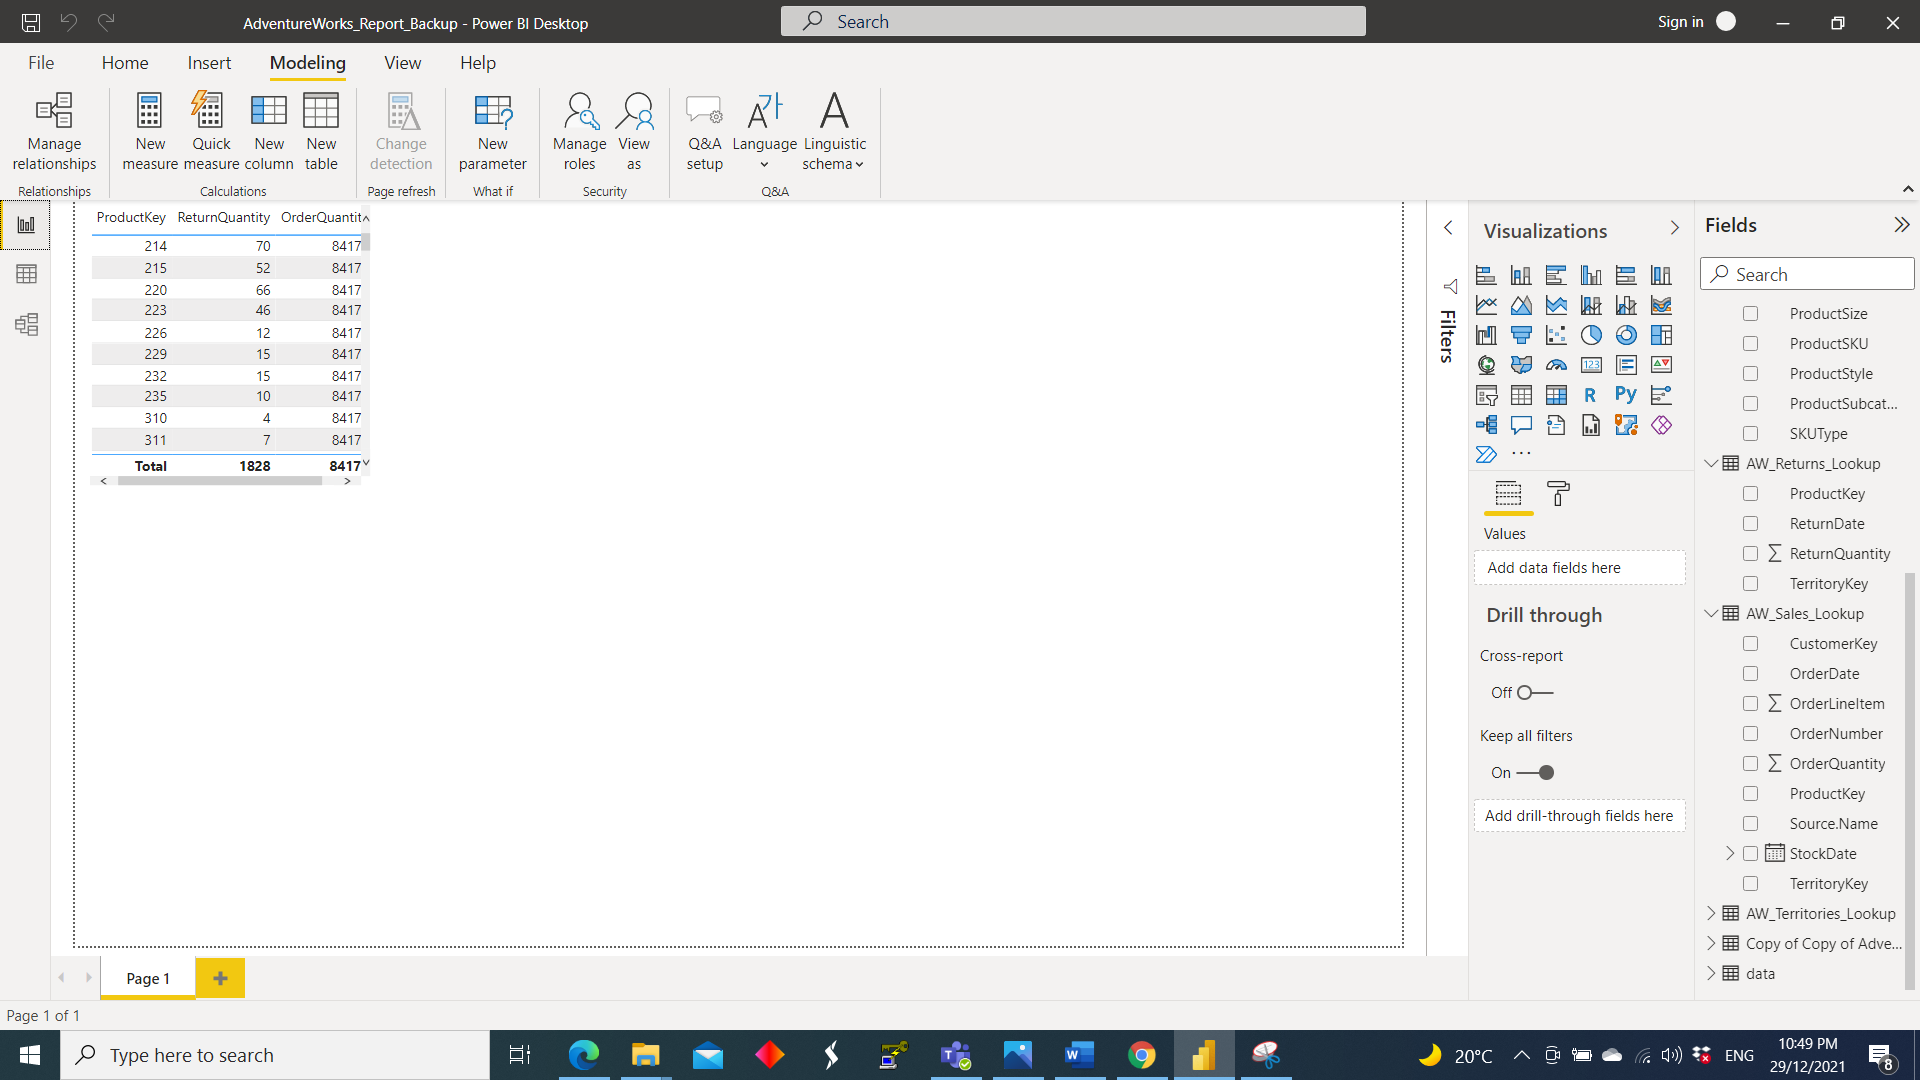 AdventureWorks_Report_Backup - Power BI Desktop
Search
Sign in
File Home Insert Modeling View Help
Manage relationships
New measure
Quick measure
New column
New table
Change detection
New parameter
Manage roles
View as
Q&A setup
Language
Linguistic schema
Relationships Calculations Page refresh What if Security Q&A
ProductKey ReturnQuantity OrderQuantit
214 70 8417
215 52 8417
220 66 8417
223 46 8417
226 12 8417
229 15 8417
232 15 8417
235 10 8417
310 4 8417
311 7 8417
Total 1828 8417
Filters
Visualizations
123
R Py
...
Values
Add data fields here
Drill through
Cross-report
Off
Keep all filters
On
Add drill-through fields here
Fields
Search
ProductSize
ProductSKU
ProductStyle
ProductSubcat...
SKUType
AW_Returns_Lookup
ProductKey
ReturnDate
ReturnQuantity
TerritoryKey
AW_Sales_Lookup
CustomerKey
OrderDate
OrderLineItem
OrderNumber
OrderQuantity
ProductKey
Source.Name
StockDate
TerritoryKey
AW_Territories_Lookup
Copy of Copy of Adve...
data
Page 1
Page 1 of 1
Type here to search
20°C
ENG
10:49 PM
29/12/2021
8